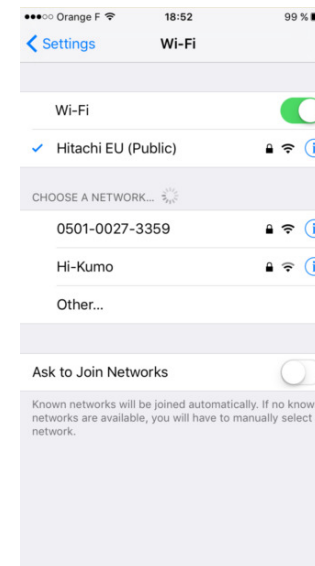 Orange F 18:52 99 %
Settings Wi-Fi
Wi-Fi
Hitachi EU (Public)
CHOOSE A NETWORK...
0501-0027-3359
Hi-Kumo
Other...
Ask to Join Networks
Known networks will be joined automatically. If no know
networks are available, you will have to manually select
network.